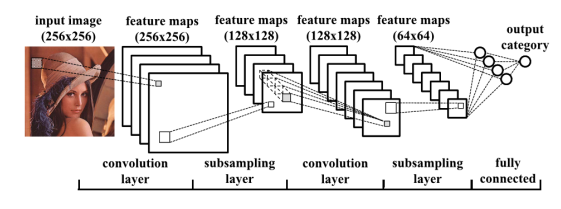 input image
(256x256)
feature maps
(256x256)
feature maps
(128x128)
feature maps
(128x128)
feature maps
(64x64)
output
category
convolution
layer
subsampling
layer
convolution
layer
subsampling
layer
fully
connected